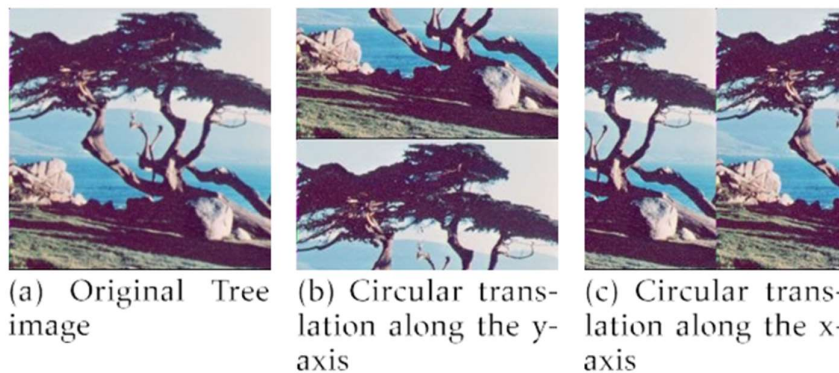 (a) Original Tree
image
(b) Circular trans-
lation along the y-
axis
(c) Circular trans-
lation along the x-
axis